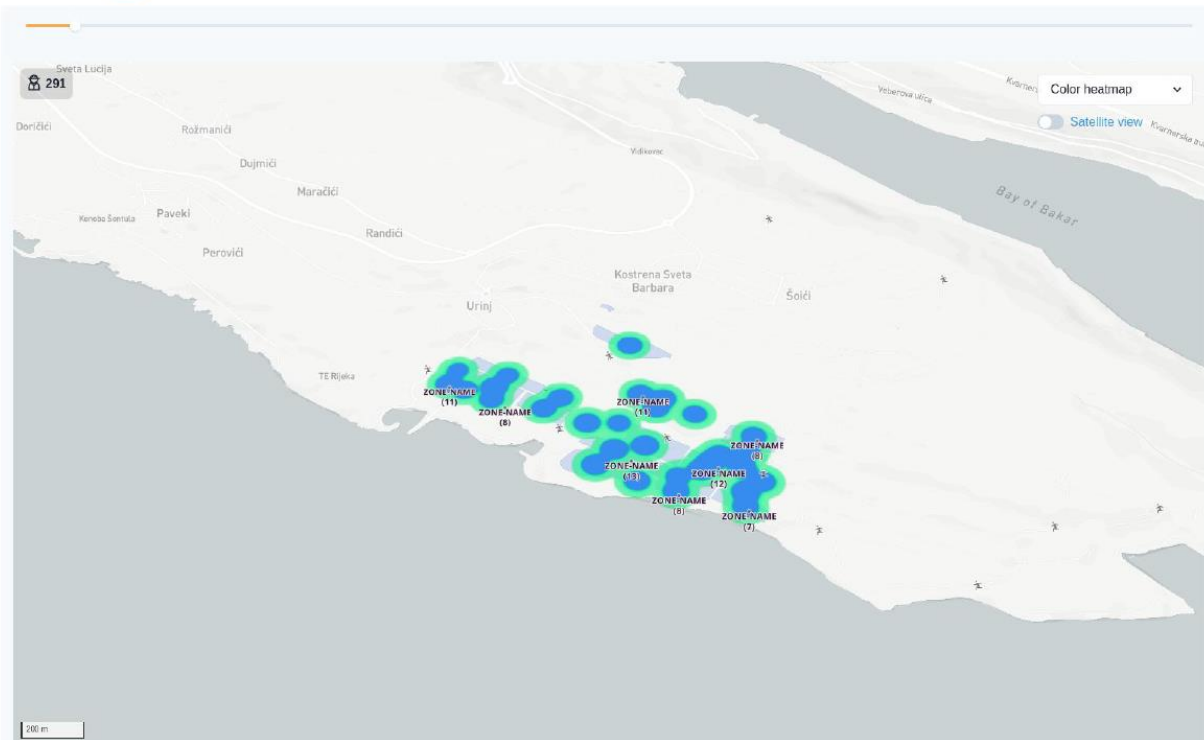 Sveta Lucija
291
Color heatmap
Satellite view
Veberova ulica
Doričići
Rožmanići
Vidikovac
Dujmići
Maračići
Bay of Bakar
Paveki
Randići
Perovići
Kostrena Sveta
Barbara
Šoići
Urinj
TE Rijeka
ZONE-NAME
(11)
ZONE-NAME
(8)
ZONE-NAME
(11)
ZONE-NAME
(8)
ZONE-NAME
(13)
ZONE-NAME
(12)
ZONE-NAME
(8)
ZONE-NAME
(7)
200 m